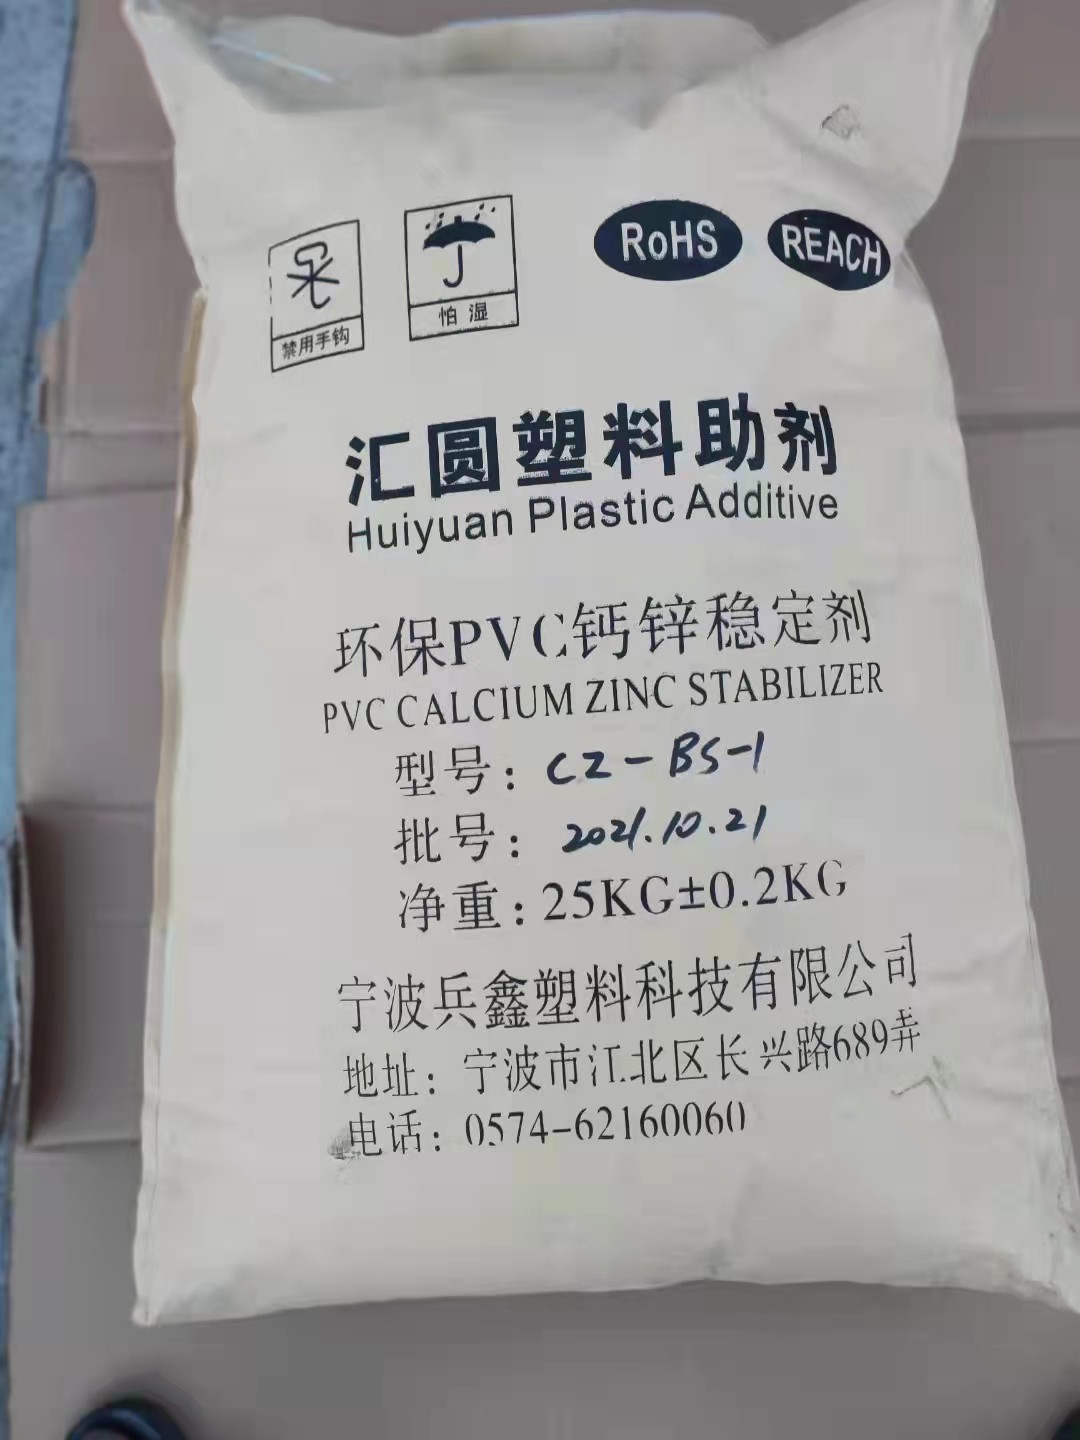 禁用手钩
怕湿
RoHS
REACH
汇圆塑料助剂
Huiyuan Plastic Additive
环保PVC钙锌稳定剂
PVC CALCIUM ZINC STABILIZER
型号：CZ-BS-1
批号：2021.10.21
净重：25KG±0.2KG
宁波兵鑫塑料科技有限公司
地址：宁波市江北区长兴路689弄
电话：0574-62160060